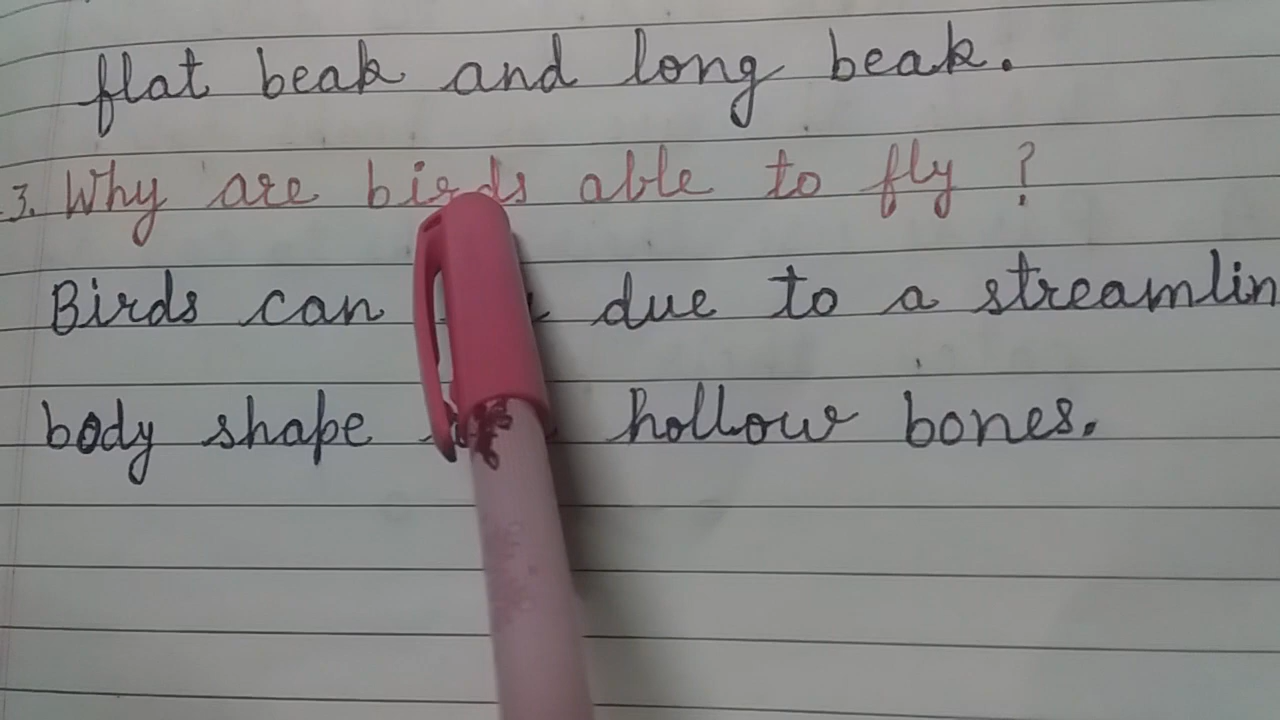 flat beak and long beak.
3. Why are birds able to fly ?
Birds can due to a streamlin
body shape hollow bones.